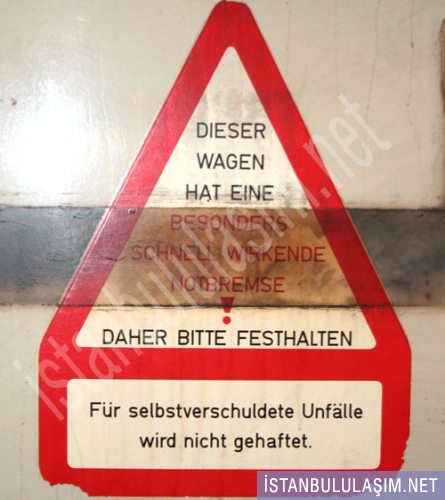 DIESER
WAGEN
HAT EINE
BESONDERS
SCHNELL WIRKENDE
NOTBREMSE
!
DAHER BITTE FESTHALTEN
Für selbstverschuldete Unfälle
wird nicht gehaftet.
istanbululaşim.net
İSTANBULULAŞIM.NET